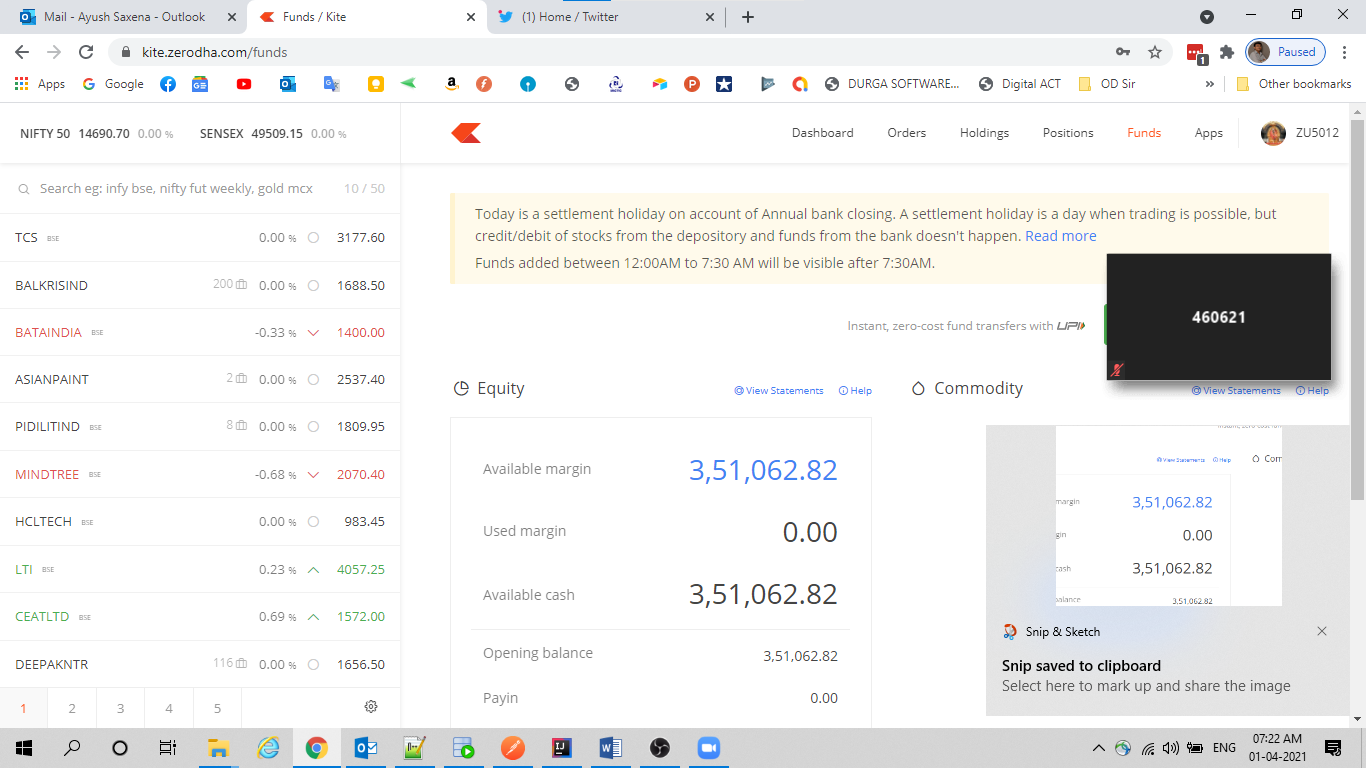 Mail - Ayush Saxena - Outlook
Funds / Kite
(1) Home / Twitter
kite.zerodha.com/funds
1
Paused
Apps
Google
DURGA SOFTWARE...
Digital ACT
OD Sir
»
Other bookmarks
NIFTY 50 14690.70 0.00 %
SENSEX 49509.15 0.00 %
Dashboard
Orders
Holdings
Positions
Funds
Apps
ZU5012
Search eg: infy bse, nifty fut weekly, gold mcx
10 / 50
TCS BSE 0.00 % 3177.60
BALKRISIND 200 0.00 % 1688.50
BATAINDIA BSE -0.33 % 1400.00
ASIANPAINT 2 0.00 % 2537.40
PIDILITIND BSE 8 0.00 % 1809.95
MINDTREE BSE -0.68 % 2070.40
HCLTECH BSE 0.00 % 983.45
LTI BSE 0.23 % 4057.25
CEATLTD BSE 0.69 % 1572.00
DEEPAKNTR 116 0.00 % 1656.50
1 2 3 4 5
Today is a settlement holiday on account of Annual bank closing. A settlement holiday is a day when trading is possible, but
credit/debit of stocks from the depository and funds from the bank doesn't happen. Read more
Funds added between 12:00AM to 7:30 AM will be visible after 7:30AM.
Instant, zero-cost fund transfers with UPI
460621
Equity
View Statements
Help
Commodity
View Statements
Help
Available margin 3,51,062.82
Used margin 0.00
Available cash 3,51,062.82
Opening balance 3,51,062.82
Payin 0.00
View Statements
Help
Com
margin 3,51,062.82
gin 0.00
cash 3,51,062.82
balance 3,51,062.82
Snip & Sketch
Snip saved to clipboard
Select here to mark up and share the image
ENG
07:22 AM
01-04-2021